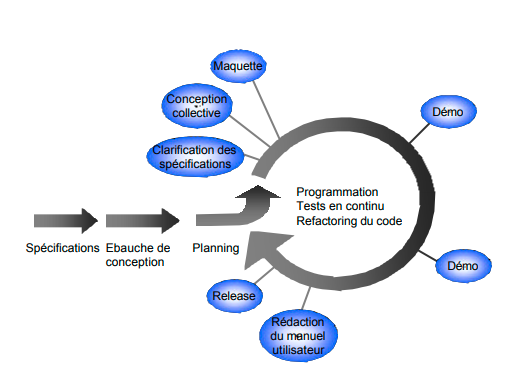 Maquette
Conception
collective
Clarification des
spécifications
Démo
Programmation
Tests en continu
Refactoring du code
Spécifications
Ebauche de
conception
Planning
Démo
Release
Rédaction
du manuel
utilisateur